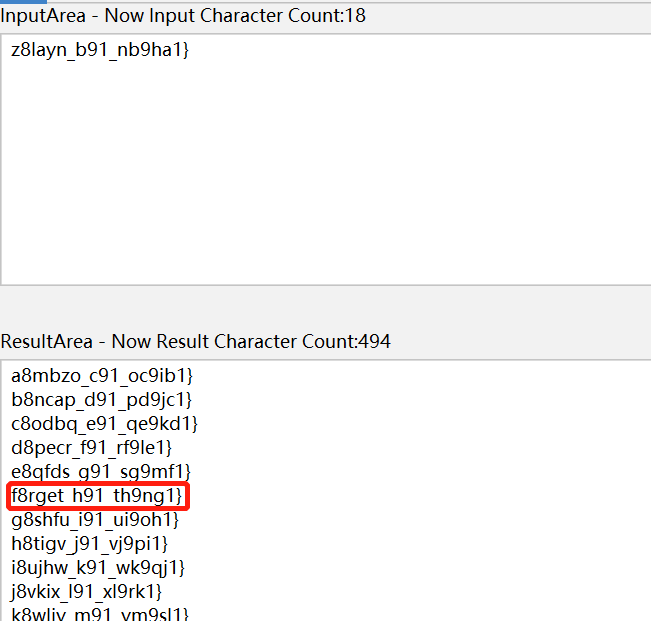 InputArea - Now Input Character Count:18
z8layn_b91_nb9ha1}
ResultArea - Now Result Character Count:494
a8mbzo_c91_oc9ib1}
b8ncap_d91_pd9jc1}
c8odbq_e91_qe9kd1}
d8pecr_f91_rf9le1}
e8qfds_g91_sg9mf1}
f8rget_h91_th9ng1}
g8shfu_i91_ui9oh1}
h8tigv_j91_vj9pi1}
i8ujhw_k91_wk9qj1}
j8vkix_l91_xl9rk1}
k8wljy_m91_ym9sl1}